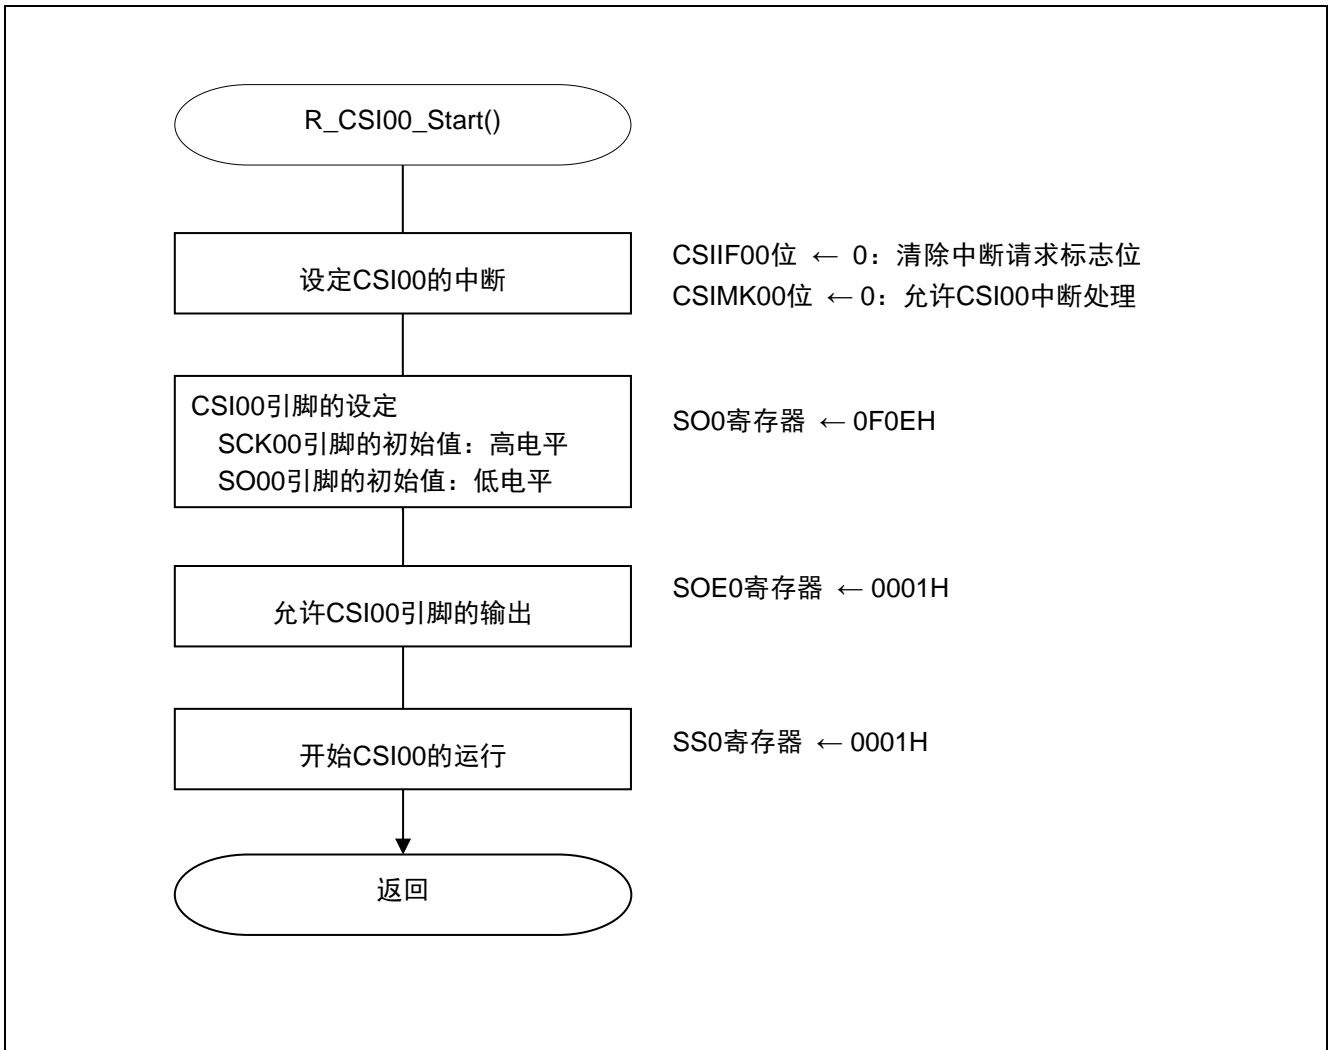 R_CSI00_Start()
设定CSI00的中断
CSIIF00位 ← 0：清除中断请求标志位
CSIMK00位 ← 0：允许CSI00中断处理
CSI00引脚的设定
SCK00引脚的初始值：高电平
SO00引脚的初始值：低电平
SO0寄存器 ← 0F0EH
允许CSI00引脚的输出
SOE0寄存器 ← 0001H
开始CSI00的运行
SS0寄存器 ← 0001H
返回